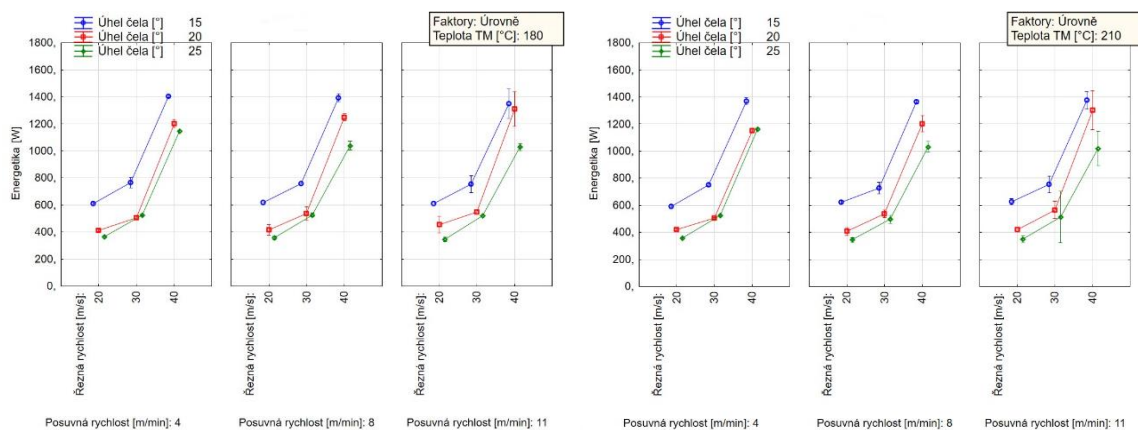 Úhel čela [°] 15
Úhel čela [°] 20
Úhel čela [°] 25
Faktory: Úrovně
Teplota TM [°C]: 180
1800,
1600,
1400,
1200,
1000,
800,
600,
400,
200,
0,
Energetika [W]
Řezná rychlost [m/s]:
20
30
40
Řezná rychlost [m/s]:
20
30
40
Řezná rychlost [m/s]:
20
30
40
Posuvná rychlost [m/min]: 4
Posuvná rychlost [m/min]: 8
Posuvná rychlost [m/min]: 11
Úhel čela [°] 15
Úhel čela [°] 20
Úhel čela [°] 25
Faktory: Úrovně
Teplota TM [°C]: 210
1800,
1600,
1400,
1200,
1000,
800,
600,
400,
200,
0,
Energetika [W]
Řezná rychlost [m/s]:
20
30
40
Řezná rychlost [m/s]:
20
30
40
Řezná rychlost [m/s]:
20
30
40
Posuvná rychlost [m/min]: 4
Posuvná rychlost [m/min]: 8
Posuvná rychlost [m/min]: 11